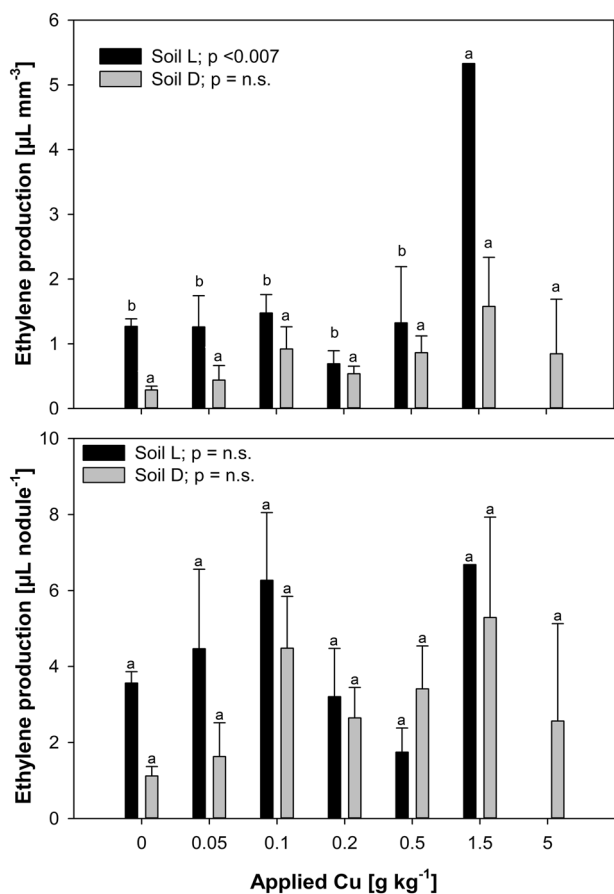 6
5
4
3
2
1
0
Ethylene production [µL mm⁻³]
Soil L; p <0.007
Soil D; p = n.s.
b
a
b
a
b
a
b
a
b
a
a
a
a
10
8
6
4
2
0
Ethylene production [µL nodule⁻¹]
Soil L; p = n.s.
Soil D; p = n.s.
a
a
a
a
a
a
a
a
a
a
a
a
a
0 0.05 0.1 0.2 0.5 1.5 5
Applied Cu [g kg⁻¹]